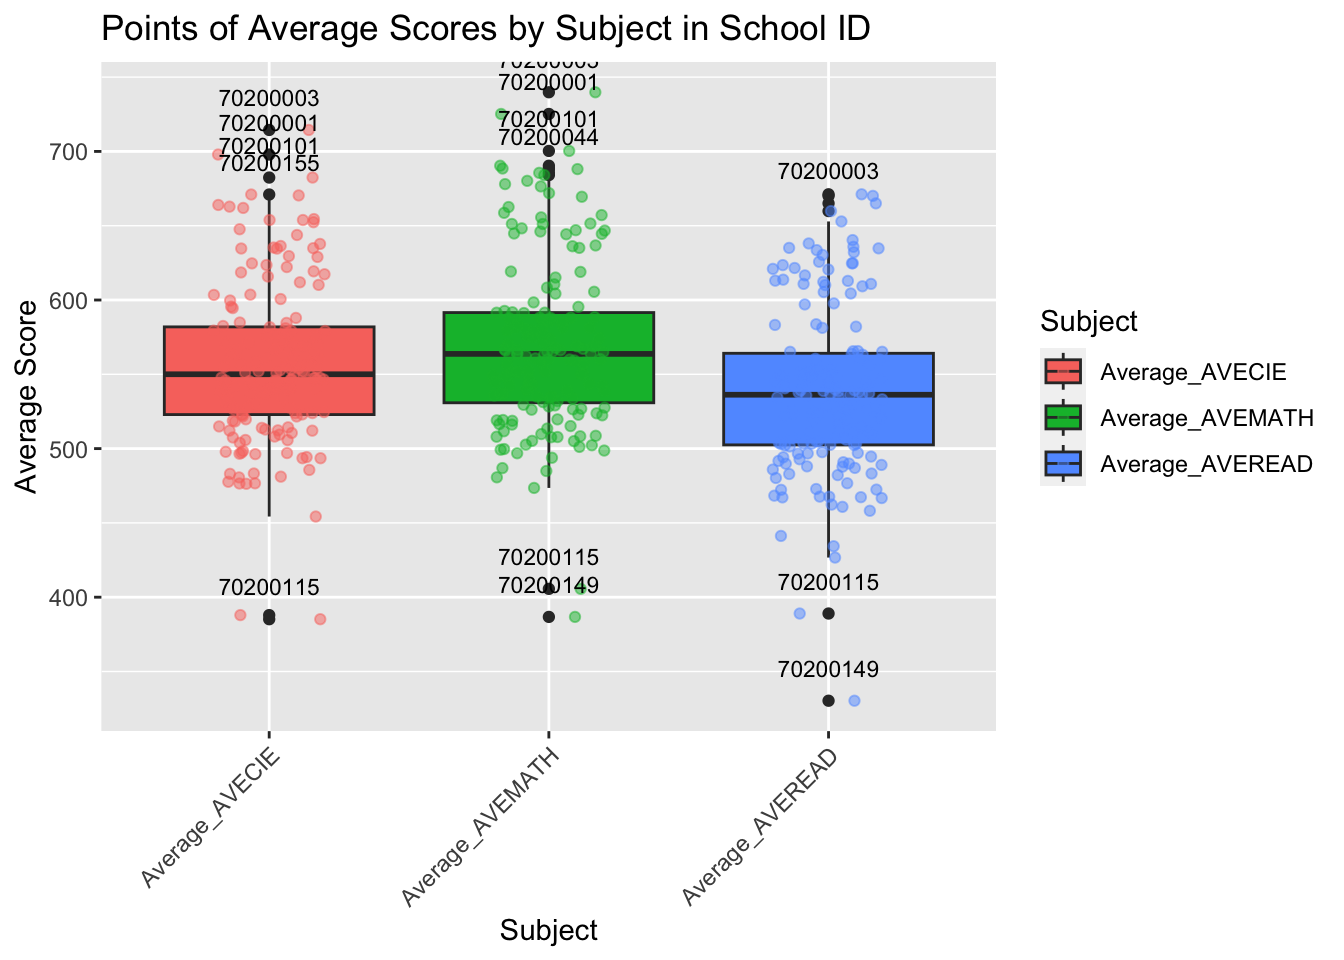 Points of Average Scores by Subject in School ID
Average Score
700
600
500
400
70200003
70200001
70200101
70200155
70200115
70200001
70200101
70200044
70200115
70200149
70200003
70200115
70200149
Average_AVECIE
Average_AVEMATH
Average_AVEREAD
Subject
Subject
Average_AVECIE
Average_AVEMATH
Average_AVEREAD